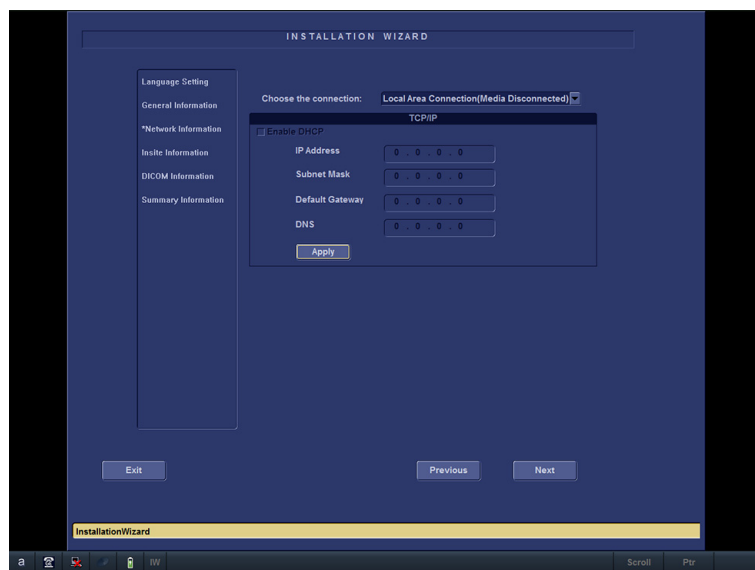 INSTALLATION WIZARD
Language Setting
General Information
*Network Information
Insite Information
DICOM Information
Summary Information
Choose the connection: Local Area Connection(Media Disconnected)
TCP/IP
Enable DHCP
IP Address 0 . 0 . 0 . 0
Subnet Mask 0 . 0 . 0 . 0
Default Gateway 0 . 0 . 0 . 0
DNS 0 . 0 . 0 . 0
Apply
Exit Previous Next
InstallationWizard
a IW Scroll Ptr